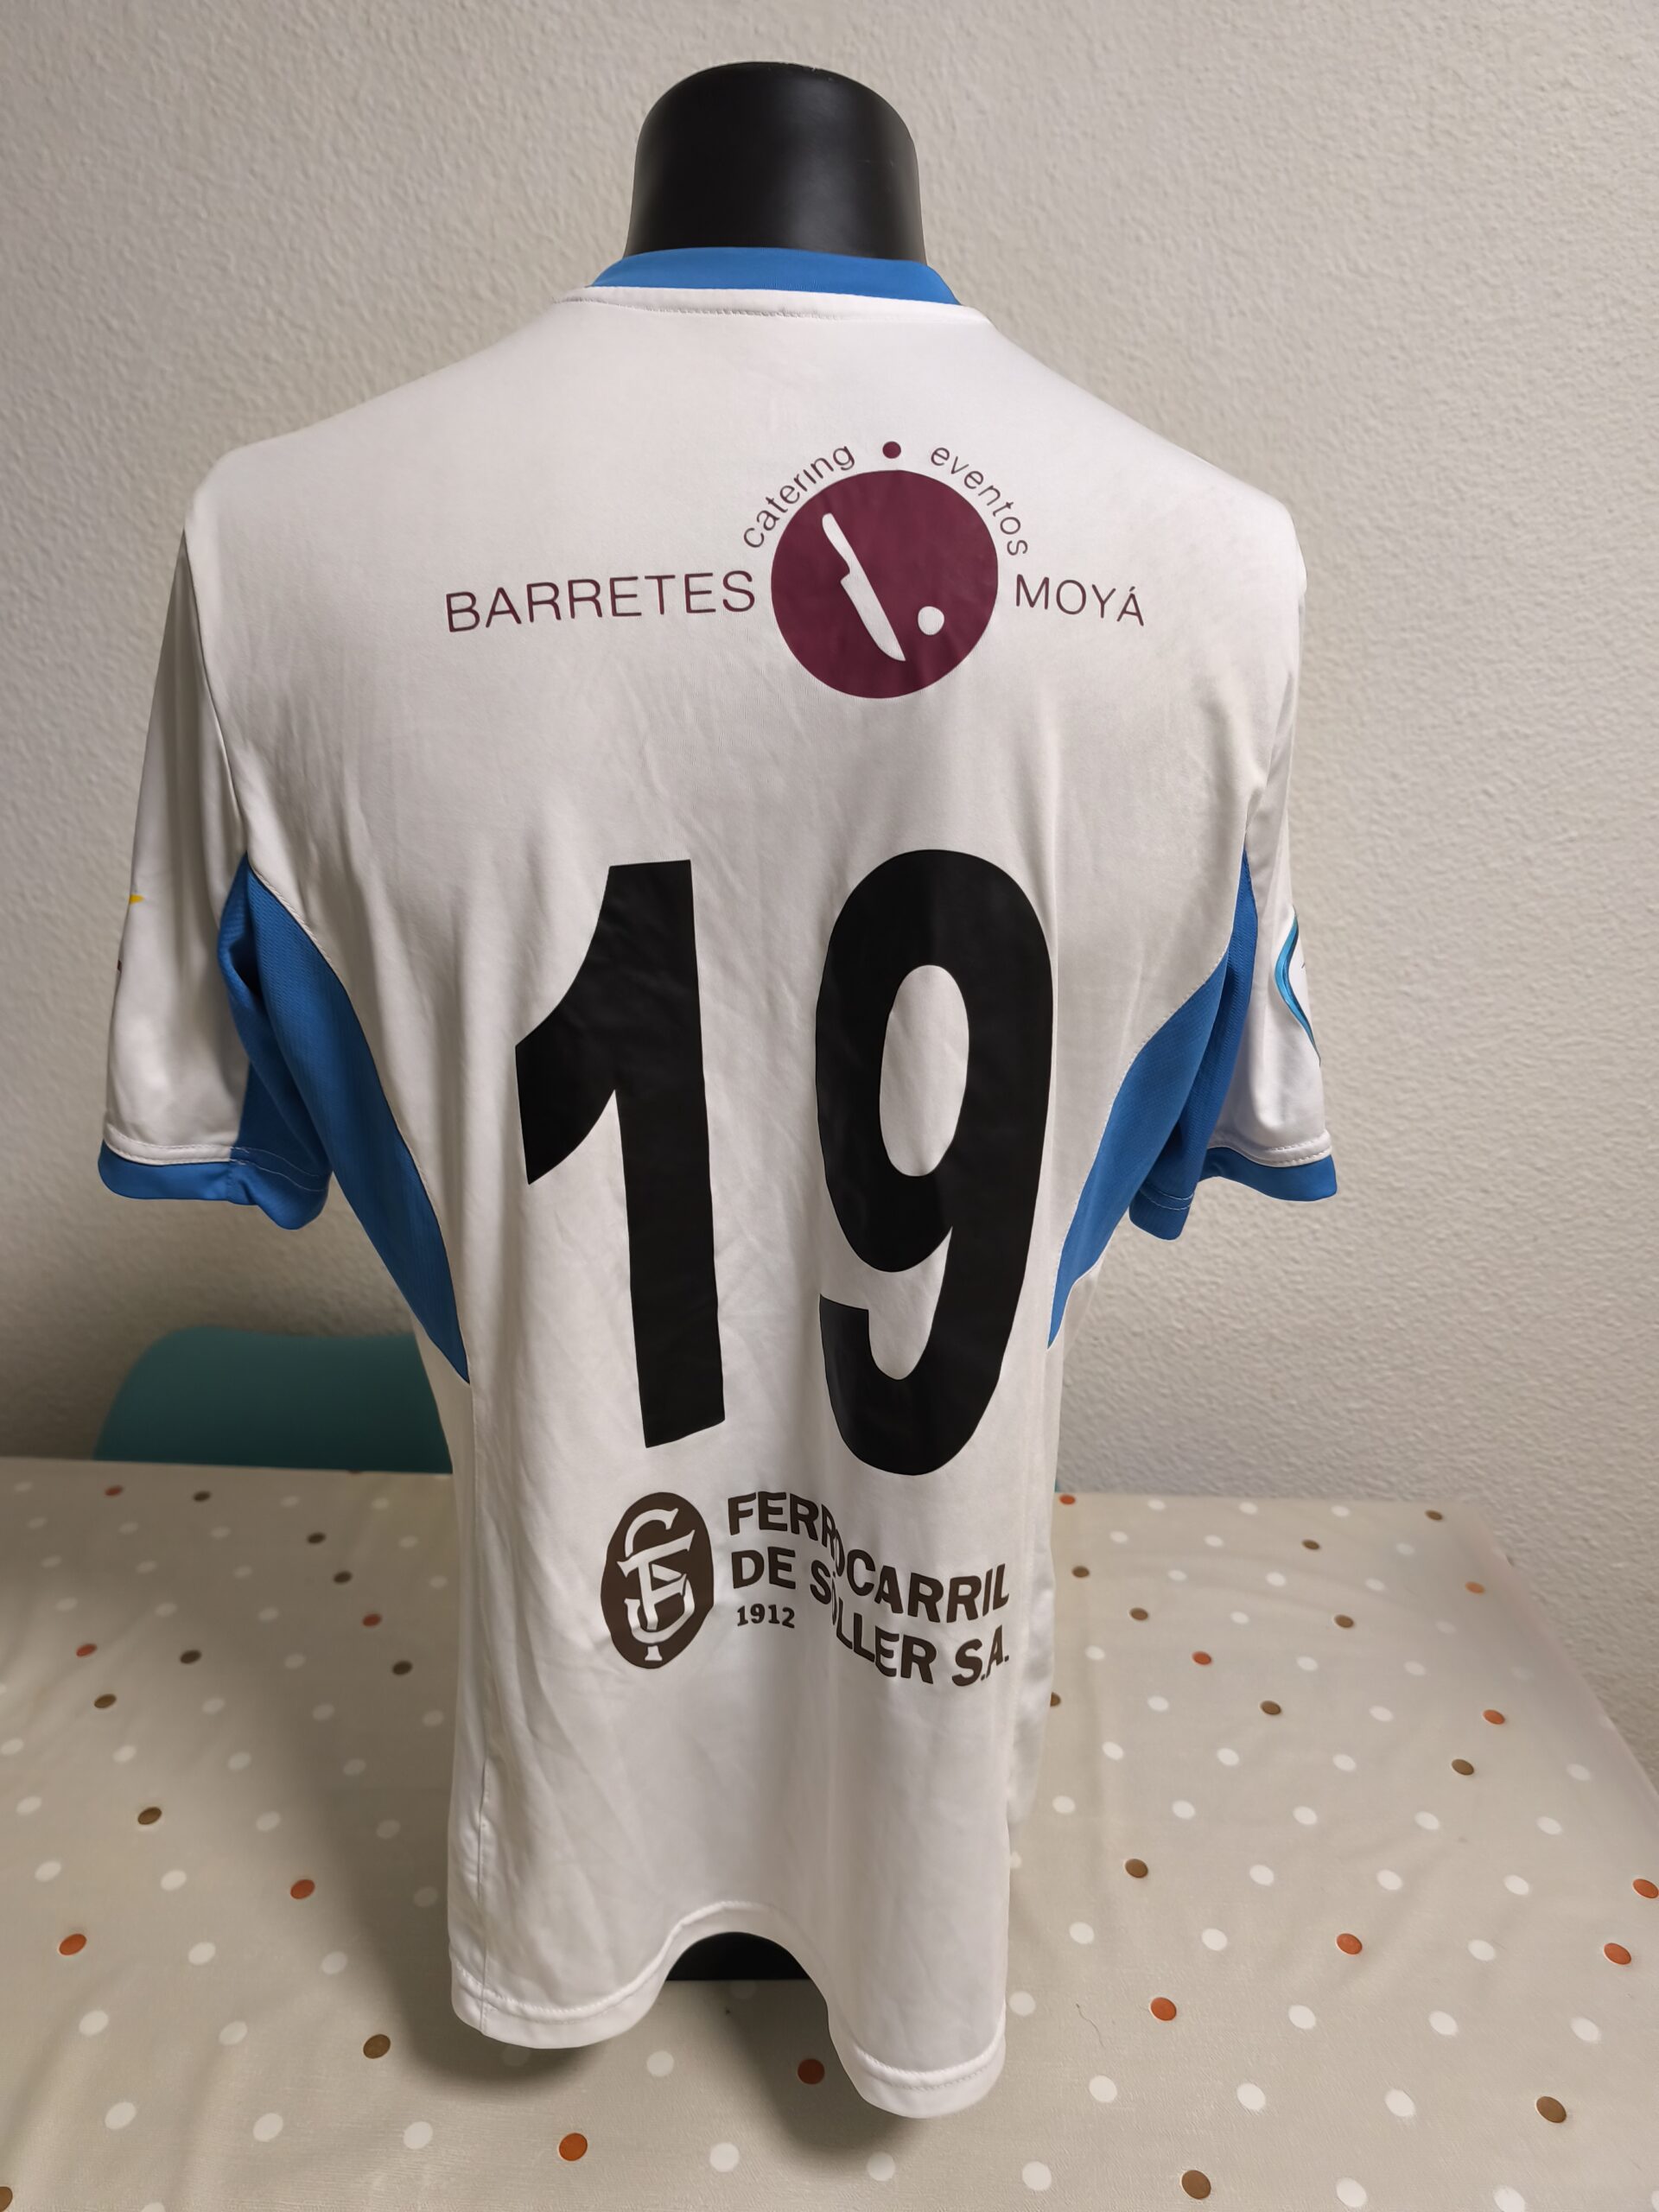 catering • eventos
BARRETES MOYÁ
19
FERROCARRIL
DE SÓLLER S.A.
1912